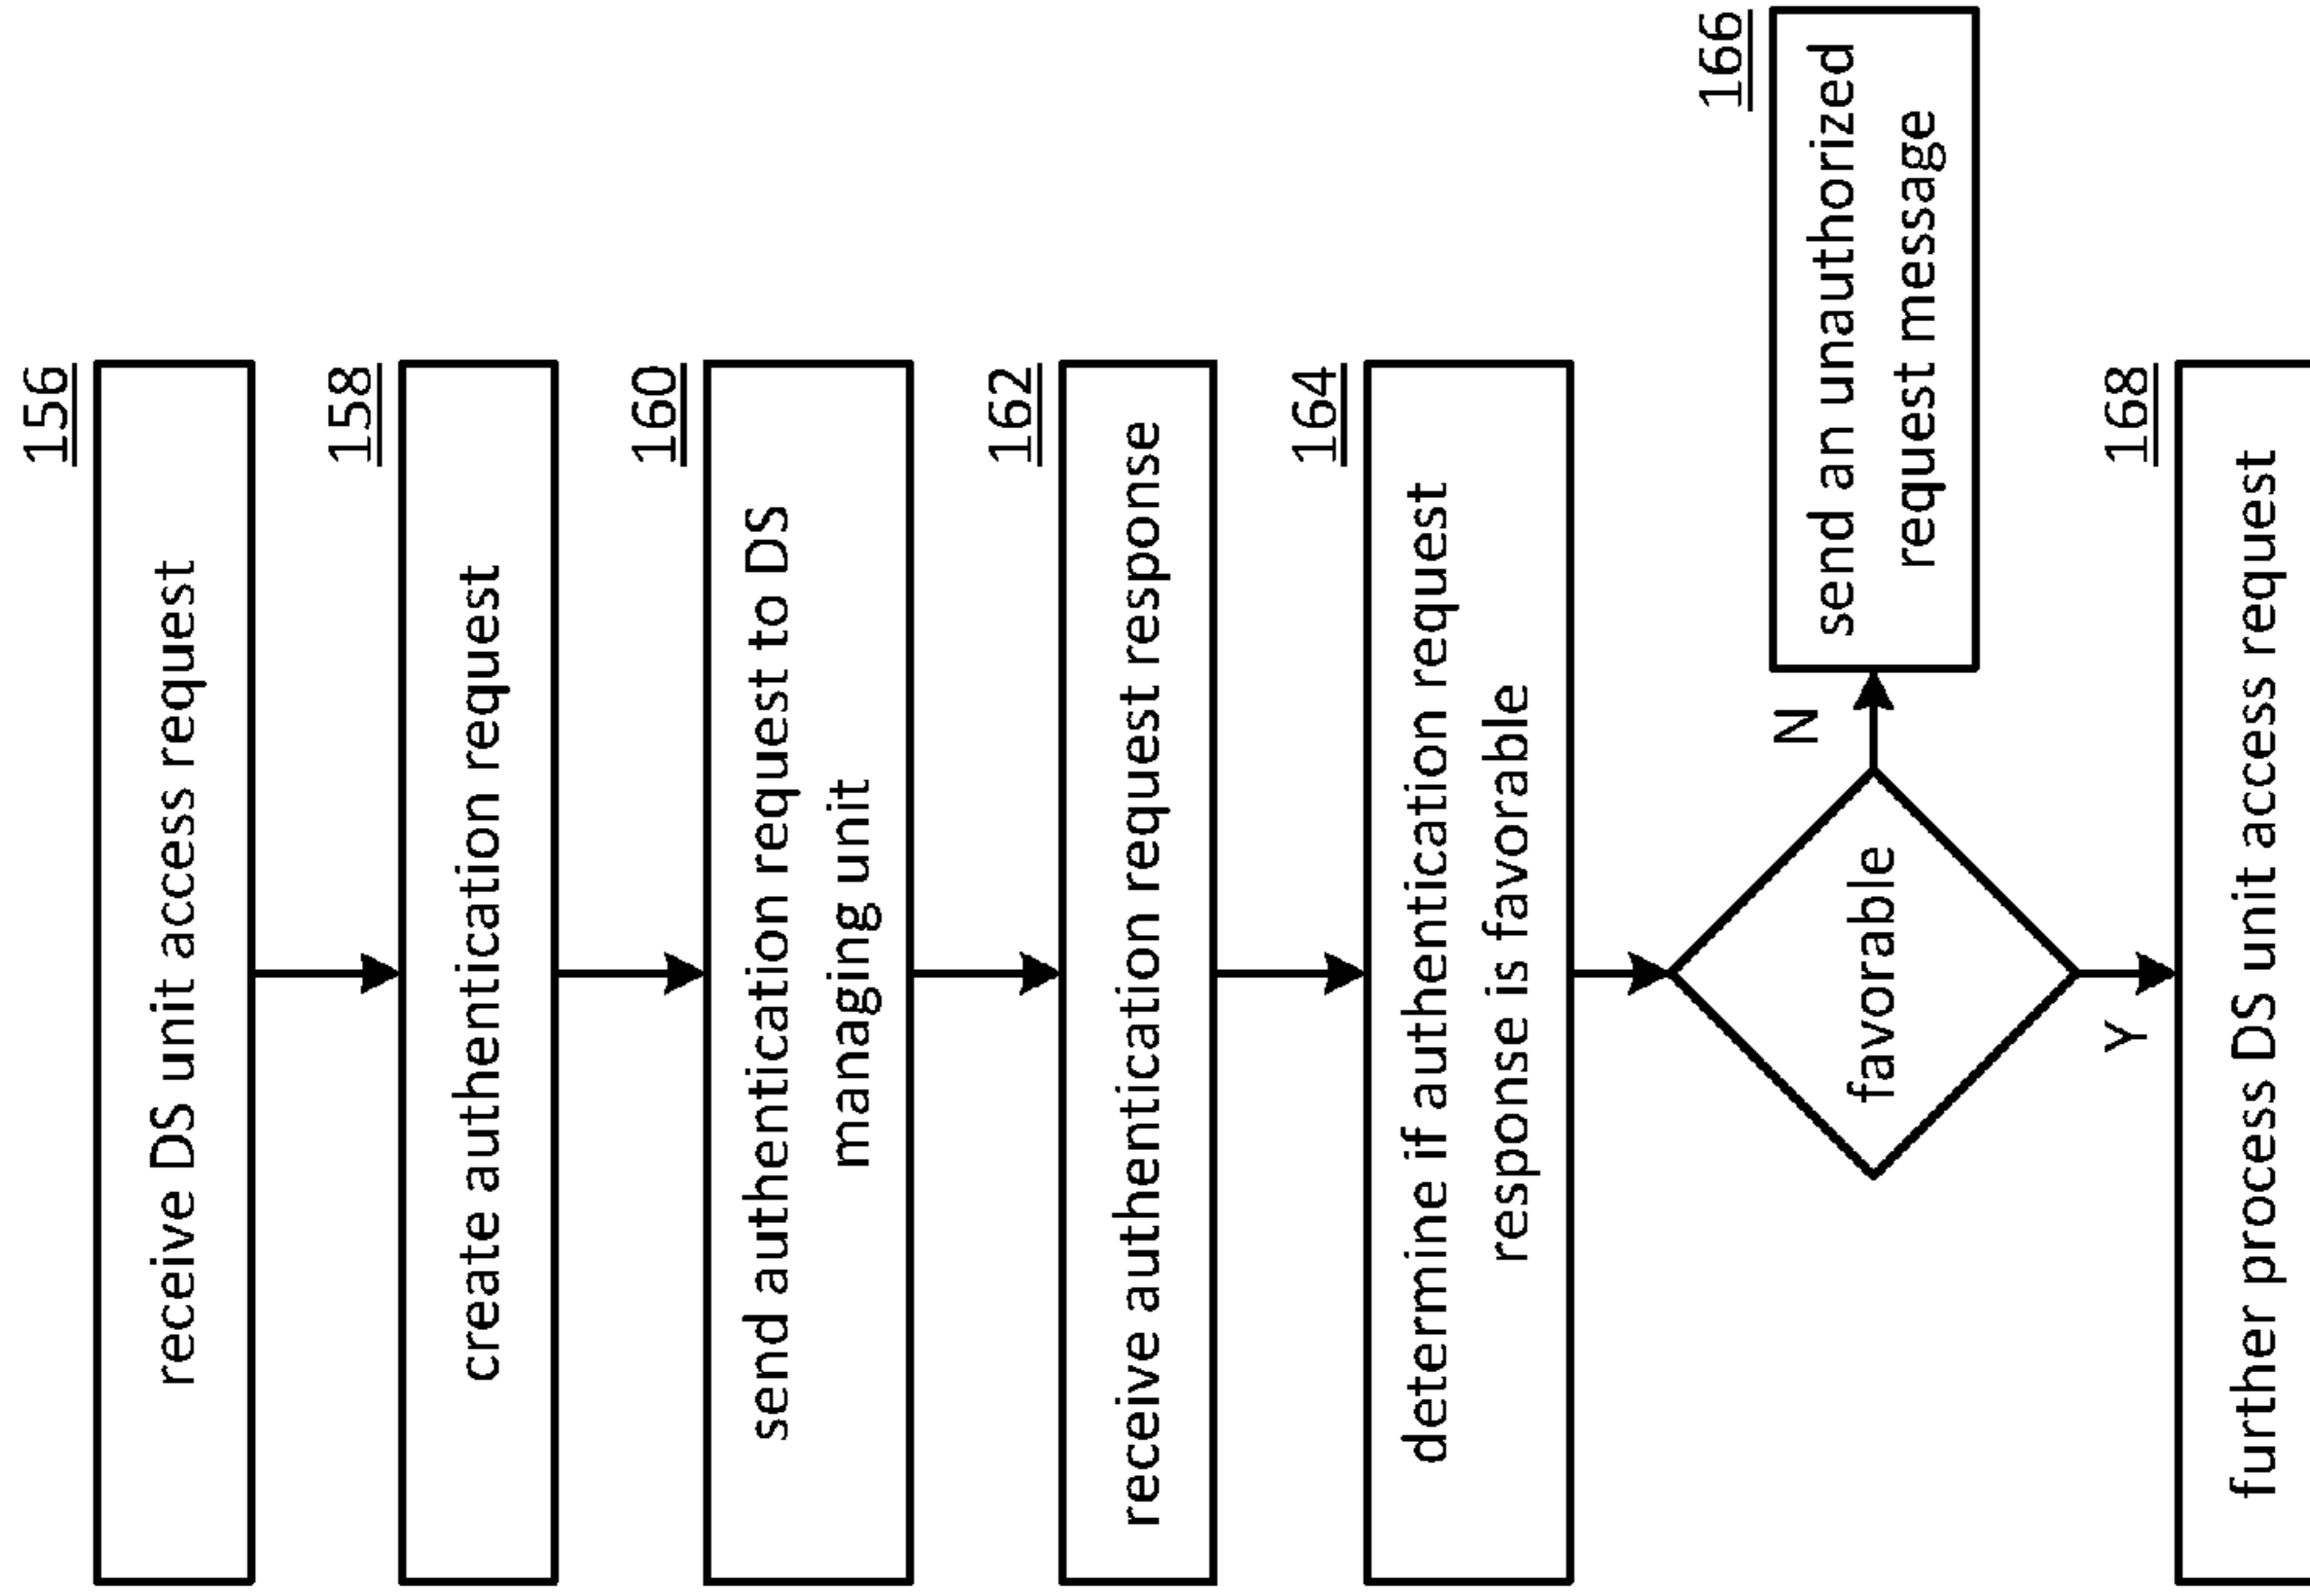 156
receive DS unit access request
158
create authentication request
160
send authentication request to DS
managing unit
162
receive authentication request response
164
determine if authentication request
response is favorable
favorable
N
166
send an unauthorized
request message
Y
168
further process DS unit access request